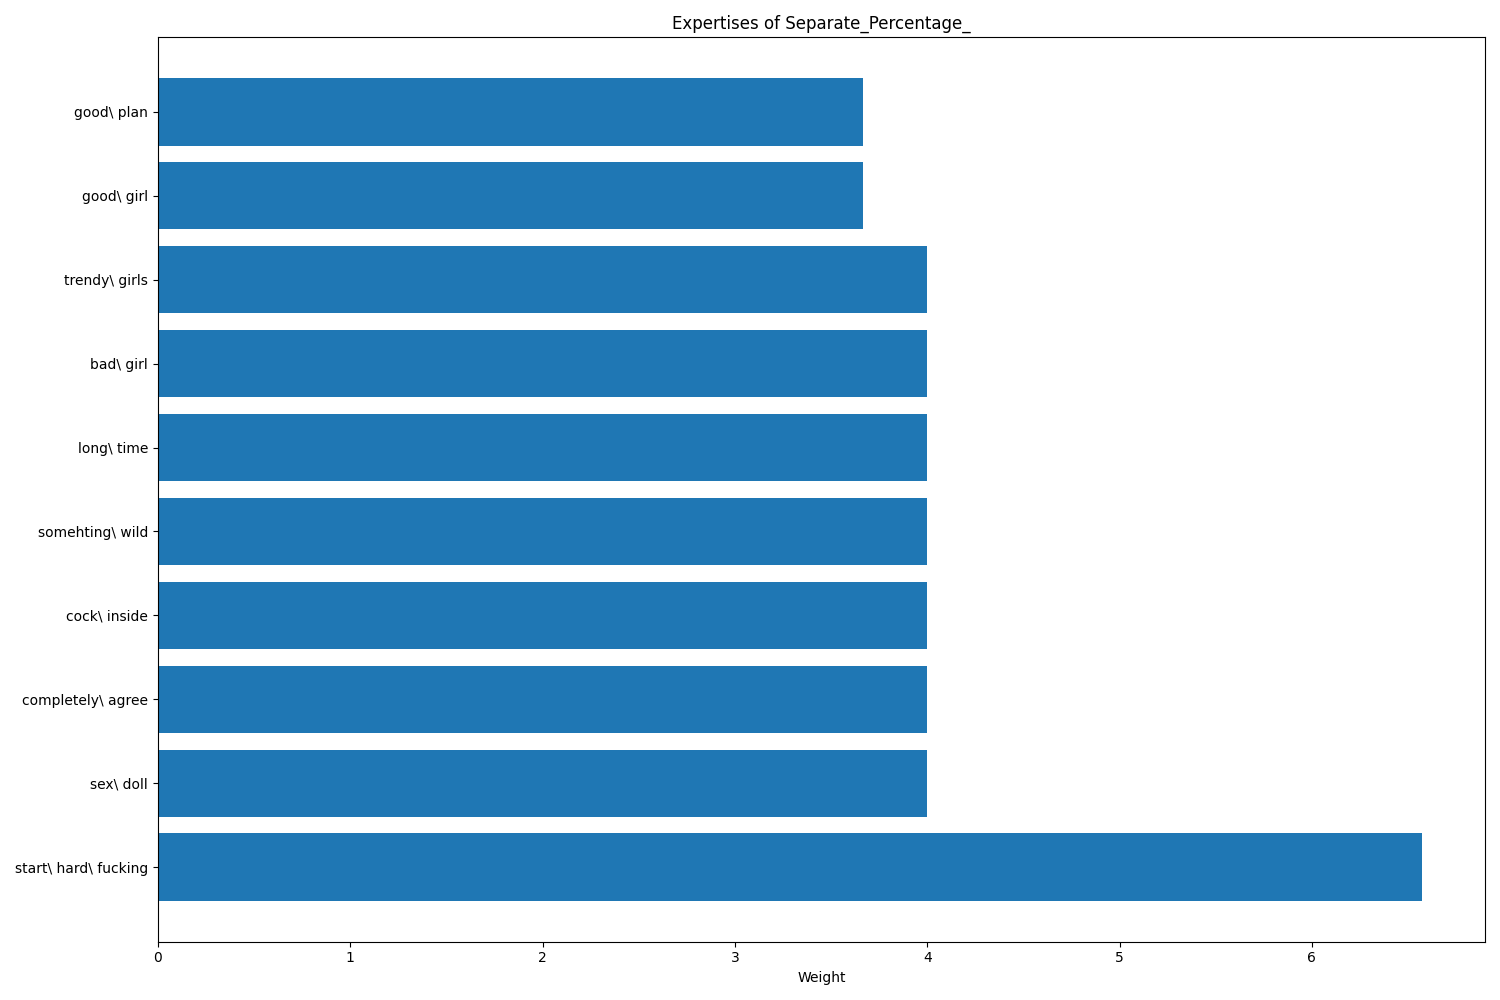 Expertises of Separate_Percentage_
good\ plan
good\ girl
trendy\ girls
bad\ girl
long\ time
somehting\ wild
cock\ inside
completely\ agree
sex\ doll
start\ hard\ fucking
0 1 2 3 4 5 6
Weight